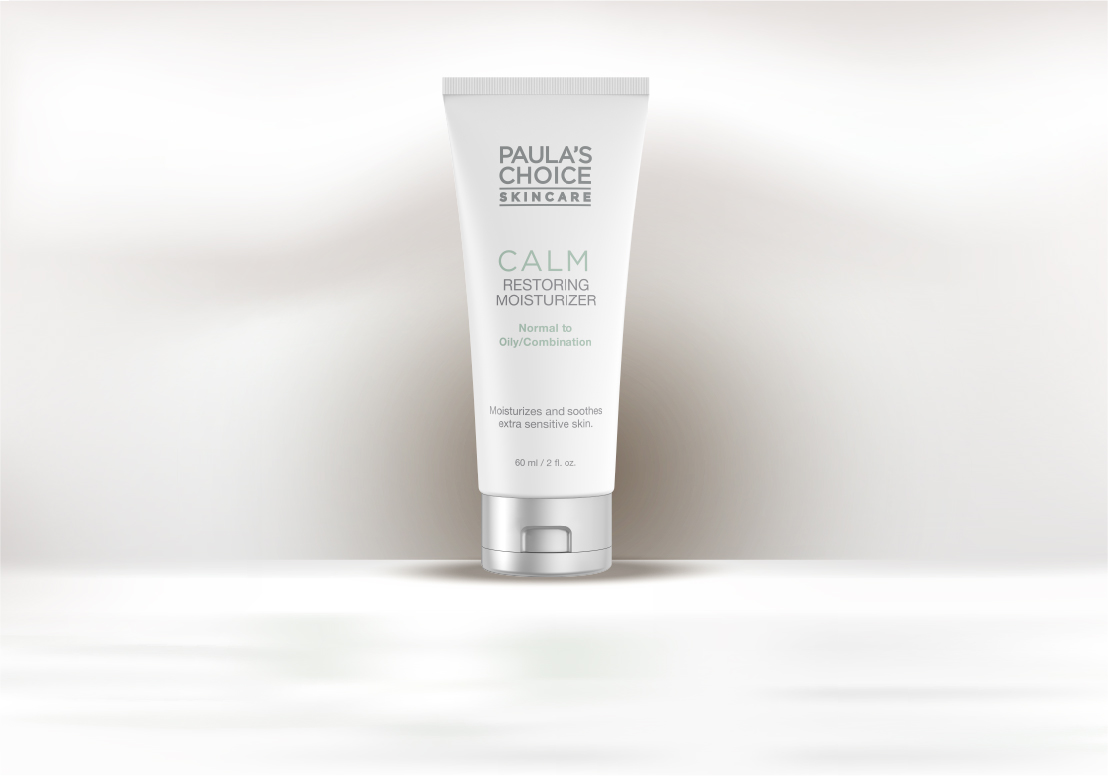 PAULA'S
CHOICE
SKINCARE
CALM
RESTORING
MOISTURIZER
Normal to
Oily/Combination
Moisturizes and soothes
extra sensitive skin.
60 ml / 2 fl. oz.